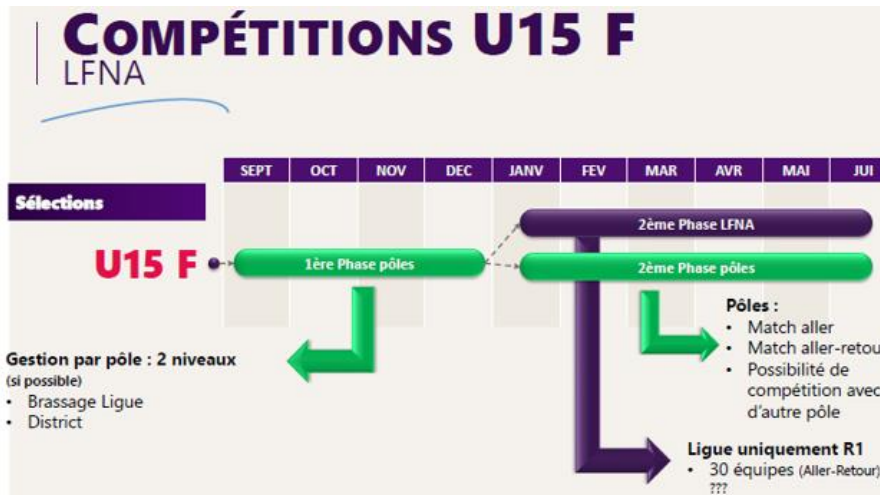 COMPÉTITIONS U15 F
LFNA
SEPT OCT NOV DEC JANV FEV MAR AVR MAI JUI
Sélections
2ème Phase LFNA
U15 F
1ère Phase pôles
2ème Phase pôles
Pôles :
• Match aller
• Match aller-retou
• Possibilité de
compétition avec
d'autre pôle
Gestion par pôle : 2 niveaux
(si possible)
• Brassage Ligue
• District
Ligue uniquement R1
• 30 équipes (Aller-Retour)
???